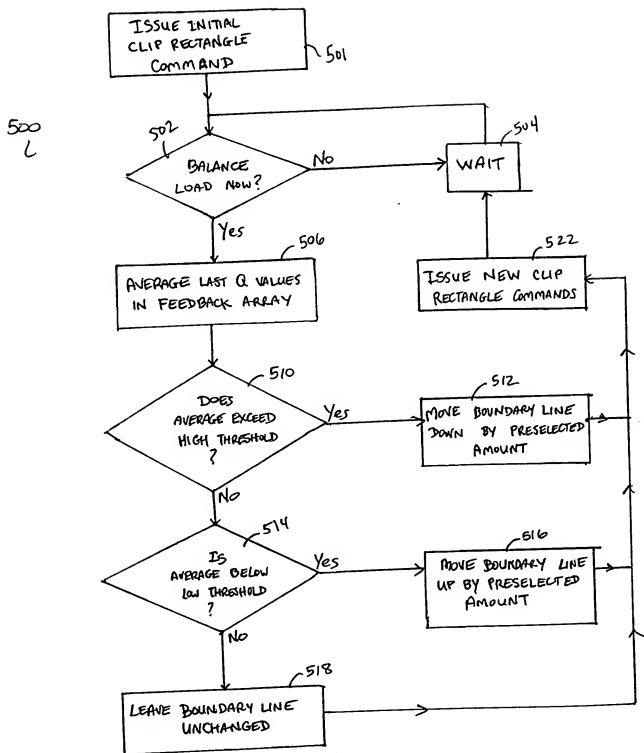 ISSUE INITIAL
CLIP RECTANGLE
COMMAND
501
500
502
BALANCE
LOAD NOW?
No
504
WAIT
Yes
506
AVERAGE LAST Q VALUES
IN FEEDBACK ARRAY
522
ISSUE NEW CLIP
RECTANGLE COMMANDS
510
DOES
AVERAGE EXCEED
HIGH THRESHOLD
?
Yes
512
MOVE BOUNDARY LINE
DOWN BY PRESELECTED
AMOUNT
No
514
IS
AVERAGE BELOW
LOW THRESHOLD
?
Yes
516
MOVE BOUNDARY LINE
UP BY PRESELECTED
AMOUNT
No
518
LEAVE BOUNDARY LINE
UNCHANGED